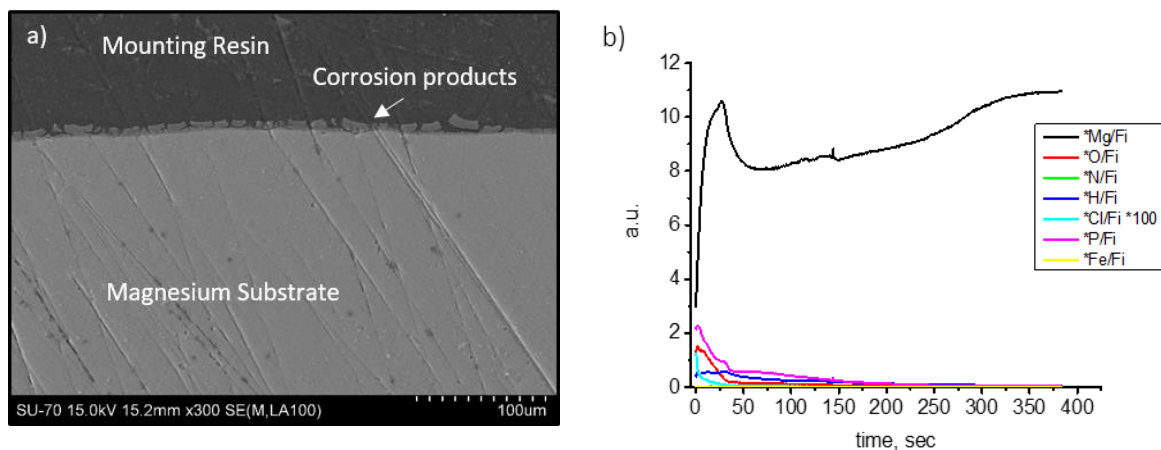 a)
Mounting Resin
Corrosion products
Magnesium Substrate
SU-70 15.0kV 15.2mm x300 SE(M,LA100)
100um
b)
12
10
8
6
4
2
0
a.u.
0 50 100 150 200 250 300 350 400
time, sec
*Mg/Fi
*O/Fi
*N/Fi
*H/Fi
*Cl/Fi *100
*P/Fi
*Fe/Fi